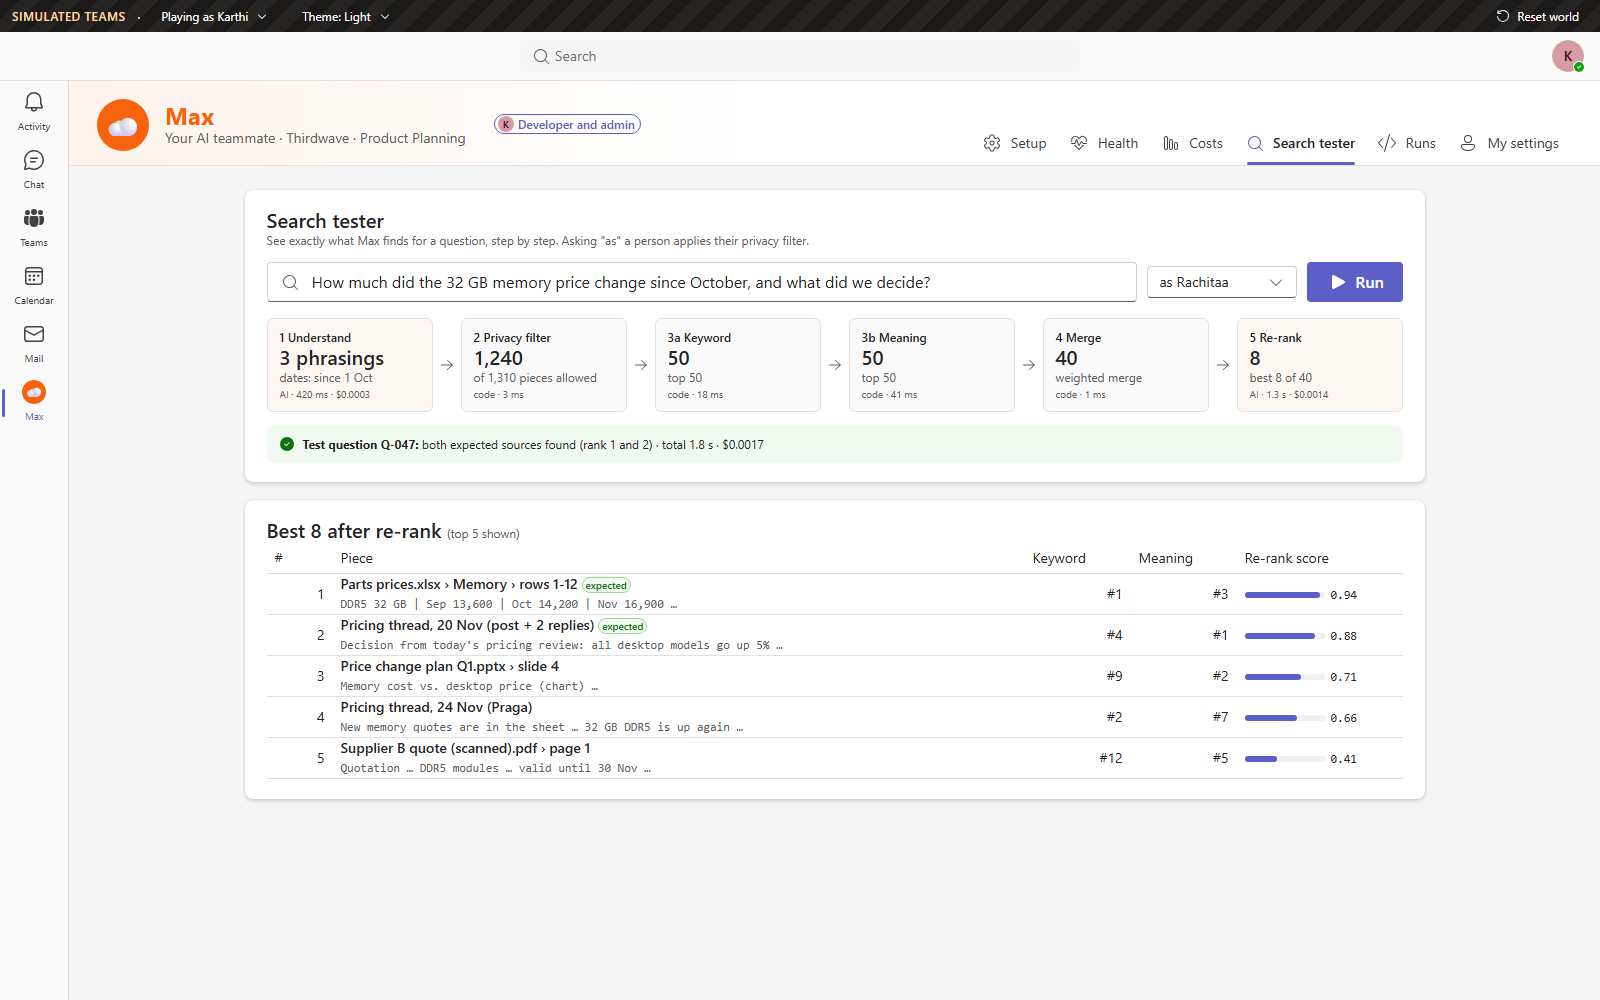 SIMULATED TEAMS · Playing as Karthi Theme: Light Reset world
Search
K
Activity
Chat
Teams
Calendar
Mail
Max
Max
Your AI teammate · Thirdwave · Product Planning
K Developer and admin
Setup Health Costs Search tester Runs My settings
Search tester
See exactly what Max finds for a question, step by step. Asking "as" a person applies their privacy filter.
How much did the 32 GB memory price change since October, and what did we decide?
as Rachitaa
Run
1 Understand
3 phrasings
dates: since 1 Oct
AI · 420 ms · $0.0003
2 Privacy filter
1,240
of 1,310 pieces allowed
code · 3 ms
3a Keyword
50
top 50
code · 18 ms
3b Meaning
50
top 50
code · 41 ms
4 Merge
40
weighted merge
code · 1 ms
5 Re-rank
8
best 8 of 40
AI · 1.3 s · $0.0014
Test question Q-047: both expected sources found (rank 1 and 2) · total 1.8 s · $0.0017
Best 8 after re-rank (top 5 shown)
# Piece Keyword Meaning Re-rank score
1 Parts prices.xlsx › Memory › rows 1-12 expected #1 #3 0.94
DDR5 32 GB | Sep 13,600 | Oct 14,200 | Nov 16,900 …
2 Pricing thread, 20 Nov (post + 2 replies) expected #4 #1 0.88
Decision from today's pricing review: all desktop models go up 5% …
3 Price change plan Q1.pptx › slide 4 #9 #2 0.71
Memory cost vs. desktop price (chart) …
4 Pricing thread, 24 Nov (Praga) #2 #7 0.66
New memory quotes are in the sheet … 32 GB DDR5 is up again …
5 Supplier B quote (scanned).pdf › page 1 #12 #5 0.41
Quotation … DDR5 modules … valid until 30 Nov …